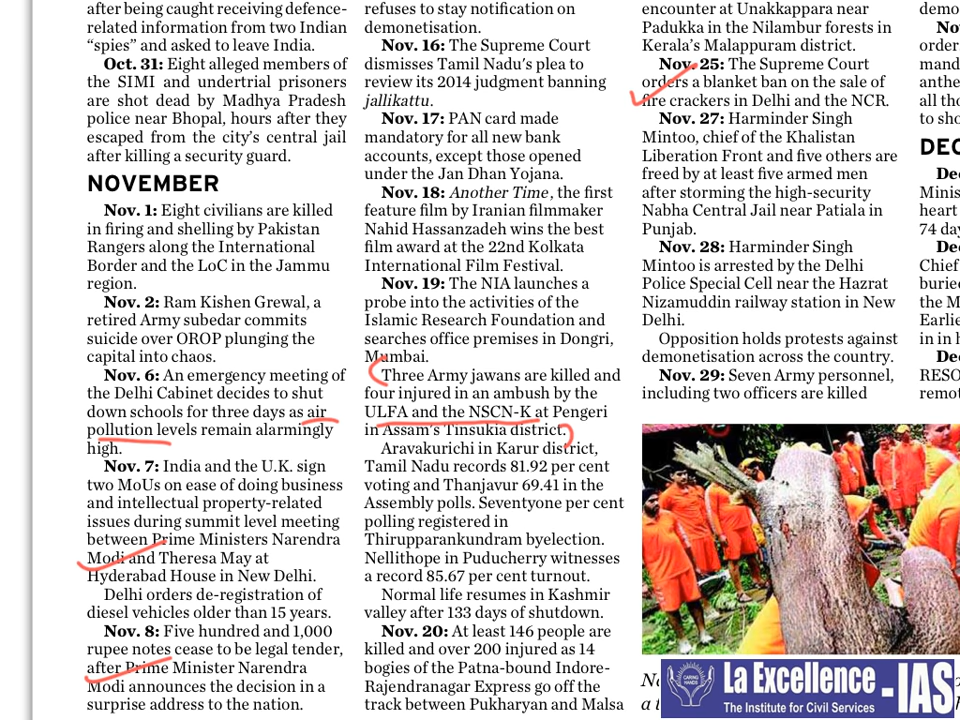 after being caught receiving defence-
related information from two Indian
“spies” and asked to leave India.
Oct. 31: Eight alleged members of
the SIMI and undertrial prisoners
are shot dead by Madhya Pradesh
police near Bhopal, hours after they
escaped from the city’s central jail
after killing a security guard.
NOVEMBER
Nov. 1: Eight civilians are killed
in firing and shelling by Pakistan
Rangers along the International
Border and the LoC in the Jammu
region.
Nov. 2: Ram Kishen Grewal, a
retired Army subedar commits
suicide over OROP plunging the
capital into chaos.
Nov. 6: An emergency meeting of
the Delhi Cabinet decides to shut
down schools for three days as air
pollution levels remain alarmingly
high.
Nov. 7: India and the U.K. sign
two MoUs on ease of doing business
and intellectual property-related
issues during summit level meeting
between Prime Ministers Narendra
Modi and Theresa May at
Hyderabad House in New Delhi.
Delhi orders de-registration of
diesel vehicles older than 15 years.
Nov. 8: Five hundred and 1,000
rupee notes cease to be legal tender,
after Prime Minister Narendra
Modi announces the decision in a
surprise address to the nation.
refuses to stay notification on
demonetisation.
Nov. 16: The Supreme Court
dismisses Tamil Nadu's plea to
review its 2014 judgment banning
jallikattu.
Nov. 17: PAN card made
mandatory for all new bank
accounts, except those opened
under the Jan Dhan Yojana.
Nov. 18: Another Time, the first
feature film by Iranian filmmaker
Nahid Hassanzadeh wins the best
film award at the 22nd Kolkata
International Film Festival.
Nov. 19: The NIA launches a
probe into the activities of the
Islamic Research Foundation and
searches office premises in Dongri,
Mumbai.
Three Army jawans are killed and
four injured in an ambush by the
ULFA and the NSCN-K at Pengeri
in Assam's Tinsukia district.
Aravakurichi in Karur district,
Tamil Nadu records 81.92 per cent
voting and Thanjavur 69.41 in the
Assembly polls. Seventyone per cent
polling registered in
Thirupparankundram byelection.
Nellithope in Puducherry witnesses
a record 85.67 per cent turnout.
Normal life resumes in Kashmir
valley after 133 days of shutdown.
Nov. 20: At least 146 people are
killed and over 200 injured as 14
bogies of the Patna-bound Indore-
Rajendranagar Express go off the
track between Pukharyan and Malsa
encounter at Unakkappara near
Padukka in the Nilambur forests in
Kerala’s Malappuram district.
Nov. 25: The Supreme Court
orders a blanket ban on the sale of
fire crackers in Delhi and the NCR.
Nov. 27: Harminder Singh
Mintoo, chief of the Khalistan
Liberation Front and five others are
freed by at least five armed men
after storming the high-security
Nabha Central Jail near Patiala in
Punjab.
Nov. 28: Harminder Singh
Mintoo is arrested by the Delhi
Police Special Cell near the Hazrat
Nizamuddin railway station in New
Delhi.
Opposition holds protests against
demonetisation across the country.
Nov. 29: Seven Army personnel,
including two officers are killed
La Excellence - IAS
The Institute for Civil Services
CARING HANDS